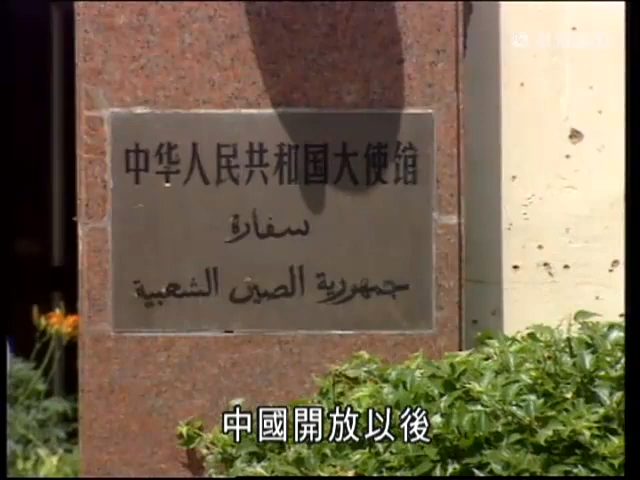 中华人民共和国大使馆
سفارة
جمهورية الصين الشعبية
中國開放以後